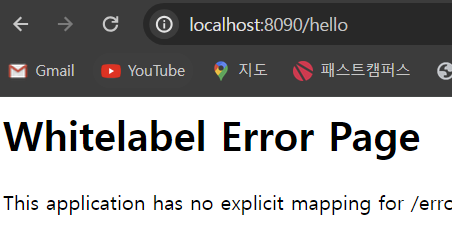 localhost:8090/hello
Gmail YouTube 지도 패스트캠퍼스
Whitelabel Error Page
This application has no explicit mapping for /erro